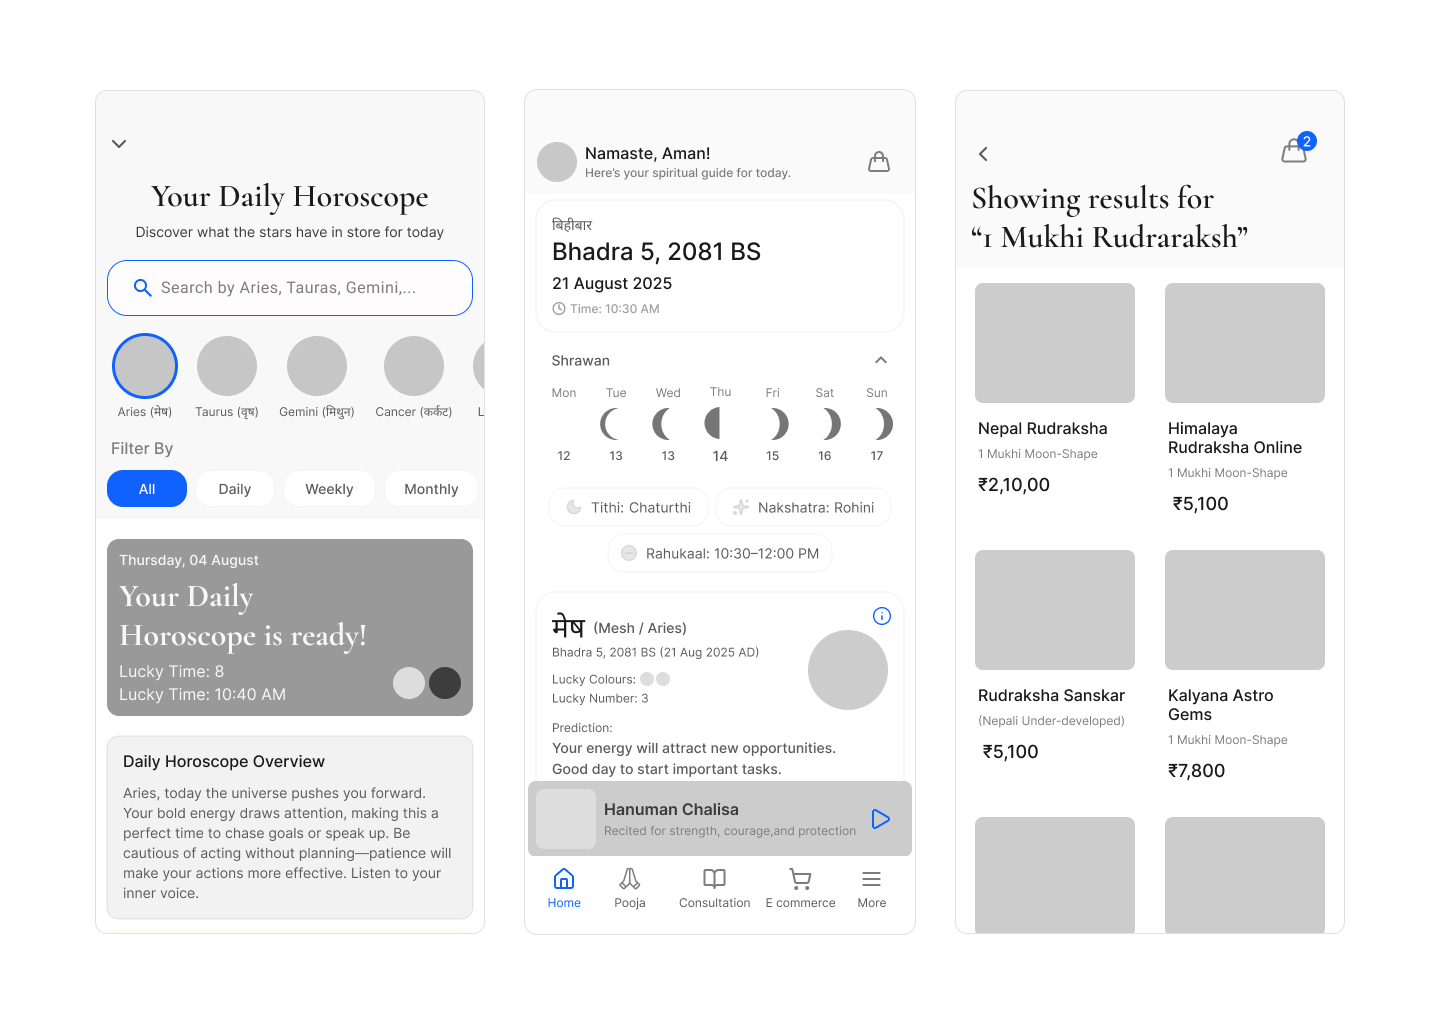 Your Daily Horoscope
Discover what the stars have in store for today
Search by Aries, Tauras, Gemini,...
Aries (मेष)
Taurus (वृष)
Gemini (मिथुन)
Cancer (कर्कट)
L
Filter By
All
Daily
Weekly
Monthly
Thursday, 04 August
Your Daily
Horoscope is ready!
Lucky Time: 8
Lucky Time: 10:40 AM
Daily Horoscope Overview
Aries, today the universe pushes you forward.
Your bold energy draws attention, making this a
perfect time to chase goals or speak up. Be
cautious of acting without planning—patience will
make your actions more effective. Listen to your
inner voice.
Namaste, Aman!
Here's your spiritual guide for today.
बिहीबार
Bhadra 5, 2081 BS
21 August 2025
Time: 10:30 AM
Shrawan
Mon Tue Wed Thu Fri Sat Sun
12 13 13 14 15 16 17
Tithi: Chaturthi
Nakshatra: Rohini
Rahukaal: 10:30–12:00 PM
मेष (Mesh / Aries)
Bhadra 5, 2081 BS (21 Aug 2025 AD)
Lucky Colours:
Lucky Number: 3
Prediction:
Your energy will attract new opportunities.
Good day to start important tasks.
Hanuman Chalisa
Recited for strength, courage,and protection
Home
Pooja
Consultation
E commerce
More
2
Showing results for
“1 Mukhi Rudraraksh”
Nepal Rudraksha
1 Mukhi Moon-Shape
₹2,10,00
Himalaya
Rudraksha Online
1 Mukhi Moon-Shape
₹5,100
Rudraksha Sanskar
(Nepali Under-developed)
₹5,100
Kalyana Astro
Gems
1 Mukhi Moon-Shape
₹7,800